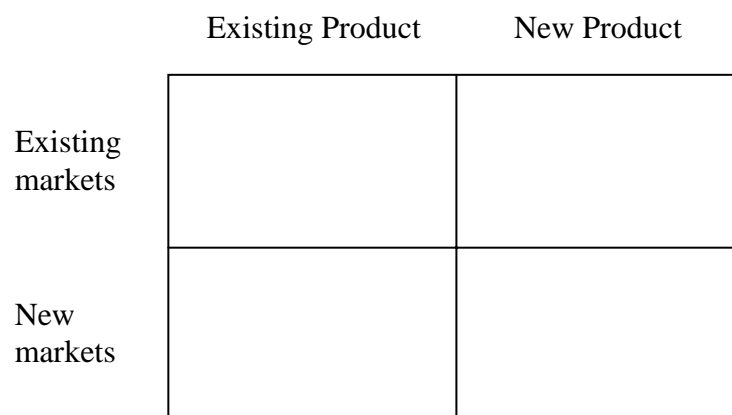 Existing Product New Product
Existing
markets
New
markets